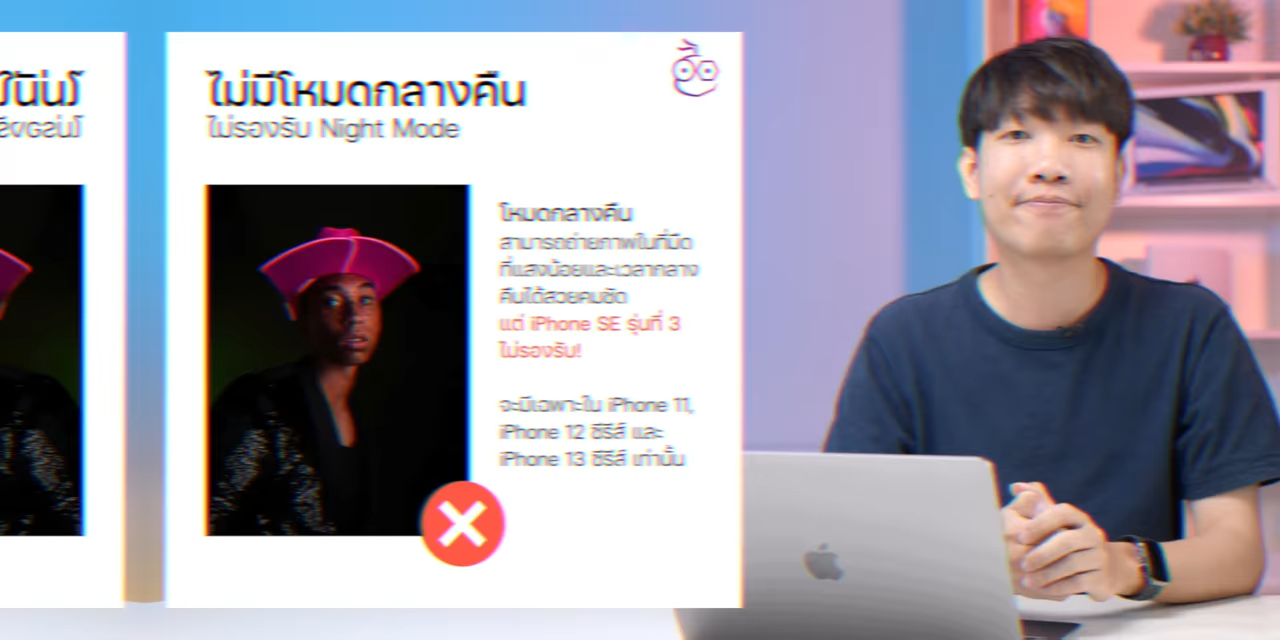 ไม่มีโหมดกลางคืน
ไม่รองรับ Night Mode
โหมดกลางคืน
สามารถถ่ายภาพในที่มืด
ที่แสงน้อยและเวลากลาง
คืนได้สวยคมชัด
แต่ iPhone SE รุ่นที่ 3
ไม่รองรับ!
จะมีเฉพาะใน iPhone 11,
iPhone 12 ซีรีส์ และ
iPhone 13 ซีรีส์ เท่านั้น